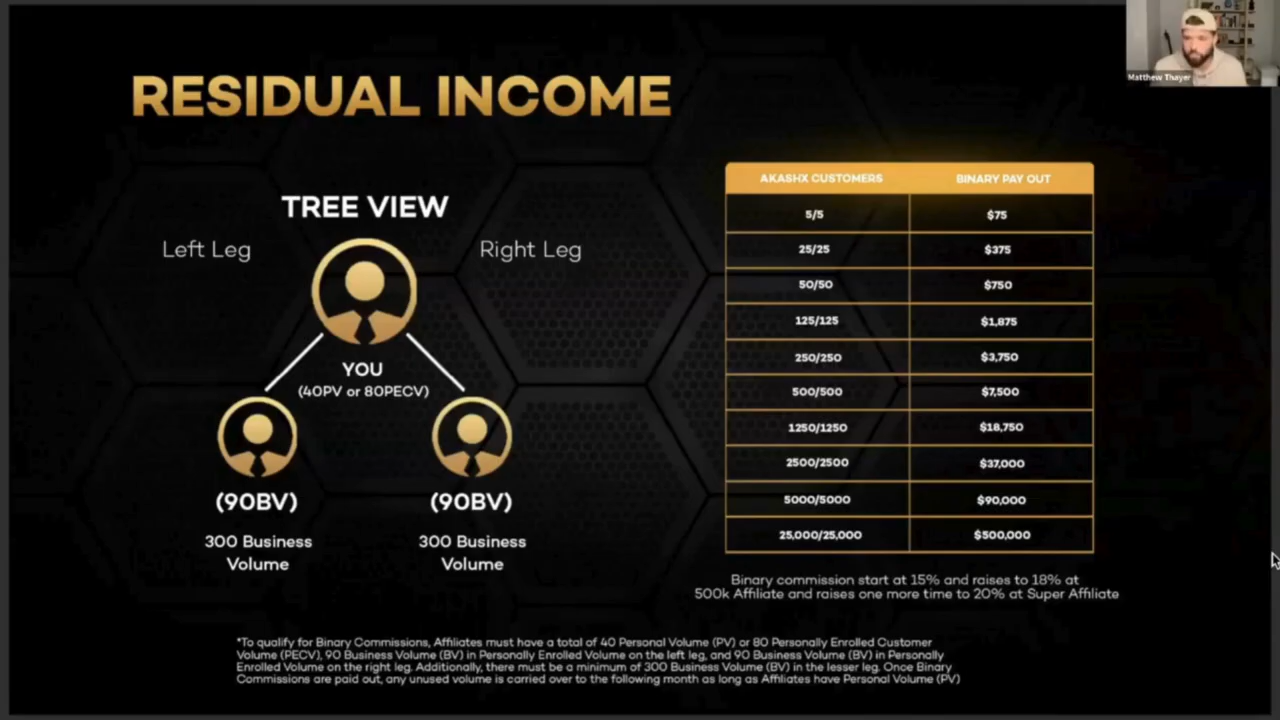 RESIDUAL INCOME
TREE VIEW
Left Leg
Right Leg
YOU
(40PV or 80PECV)
(90BV)
(90BV)
300 Business
Volume
300 Business
Volume
AKASHX CUSTOMERS BINARY PAY OUT
5/5 $75
25/25 $375
50/50 $750
125/125 $1,875
250/250 $3,750
500/500 $7,500
1250/1250 $18,750
2500/2500 $37,000
5000/5000 $90,000
25,000/25,000 $500,000
Binary commission start at 15% and raises to 18% at
500k Affiliate and raises one more time to 20% at Super Affiliate
*To qualify for Binary Commissions, Affiliates must have a total of 40 Personal Volume (PV) or 80 Personally Enrolled Customer
Volume (PECV), 90 Business Volume (BV) in Personally Enrolled Volume on the left leg, and 90 Business Volume (BV) in Personally
Enrolled Volume on the right leg. Additionally, there must be a minimum of 300 Business Volume (BV) in the lesser leg. Once Binary
Commissions are paid out, any unused volume is carried over to the following month as long as Affiliates have Personal Volume (PV)
Matthew Thayer